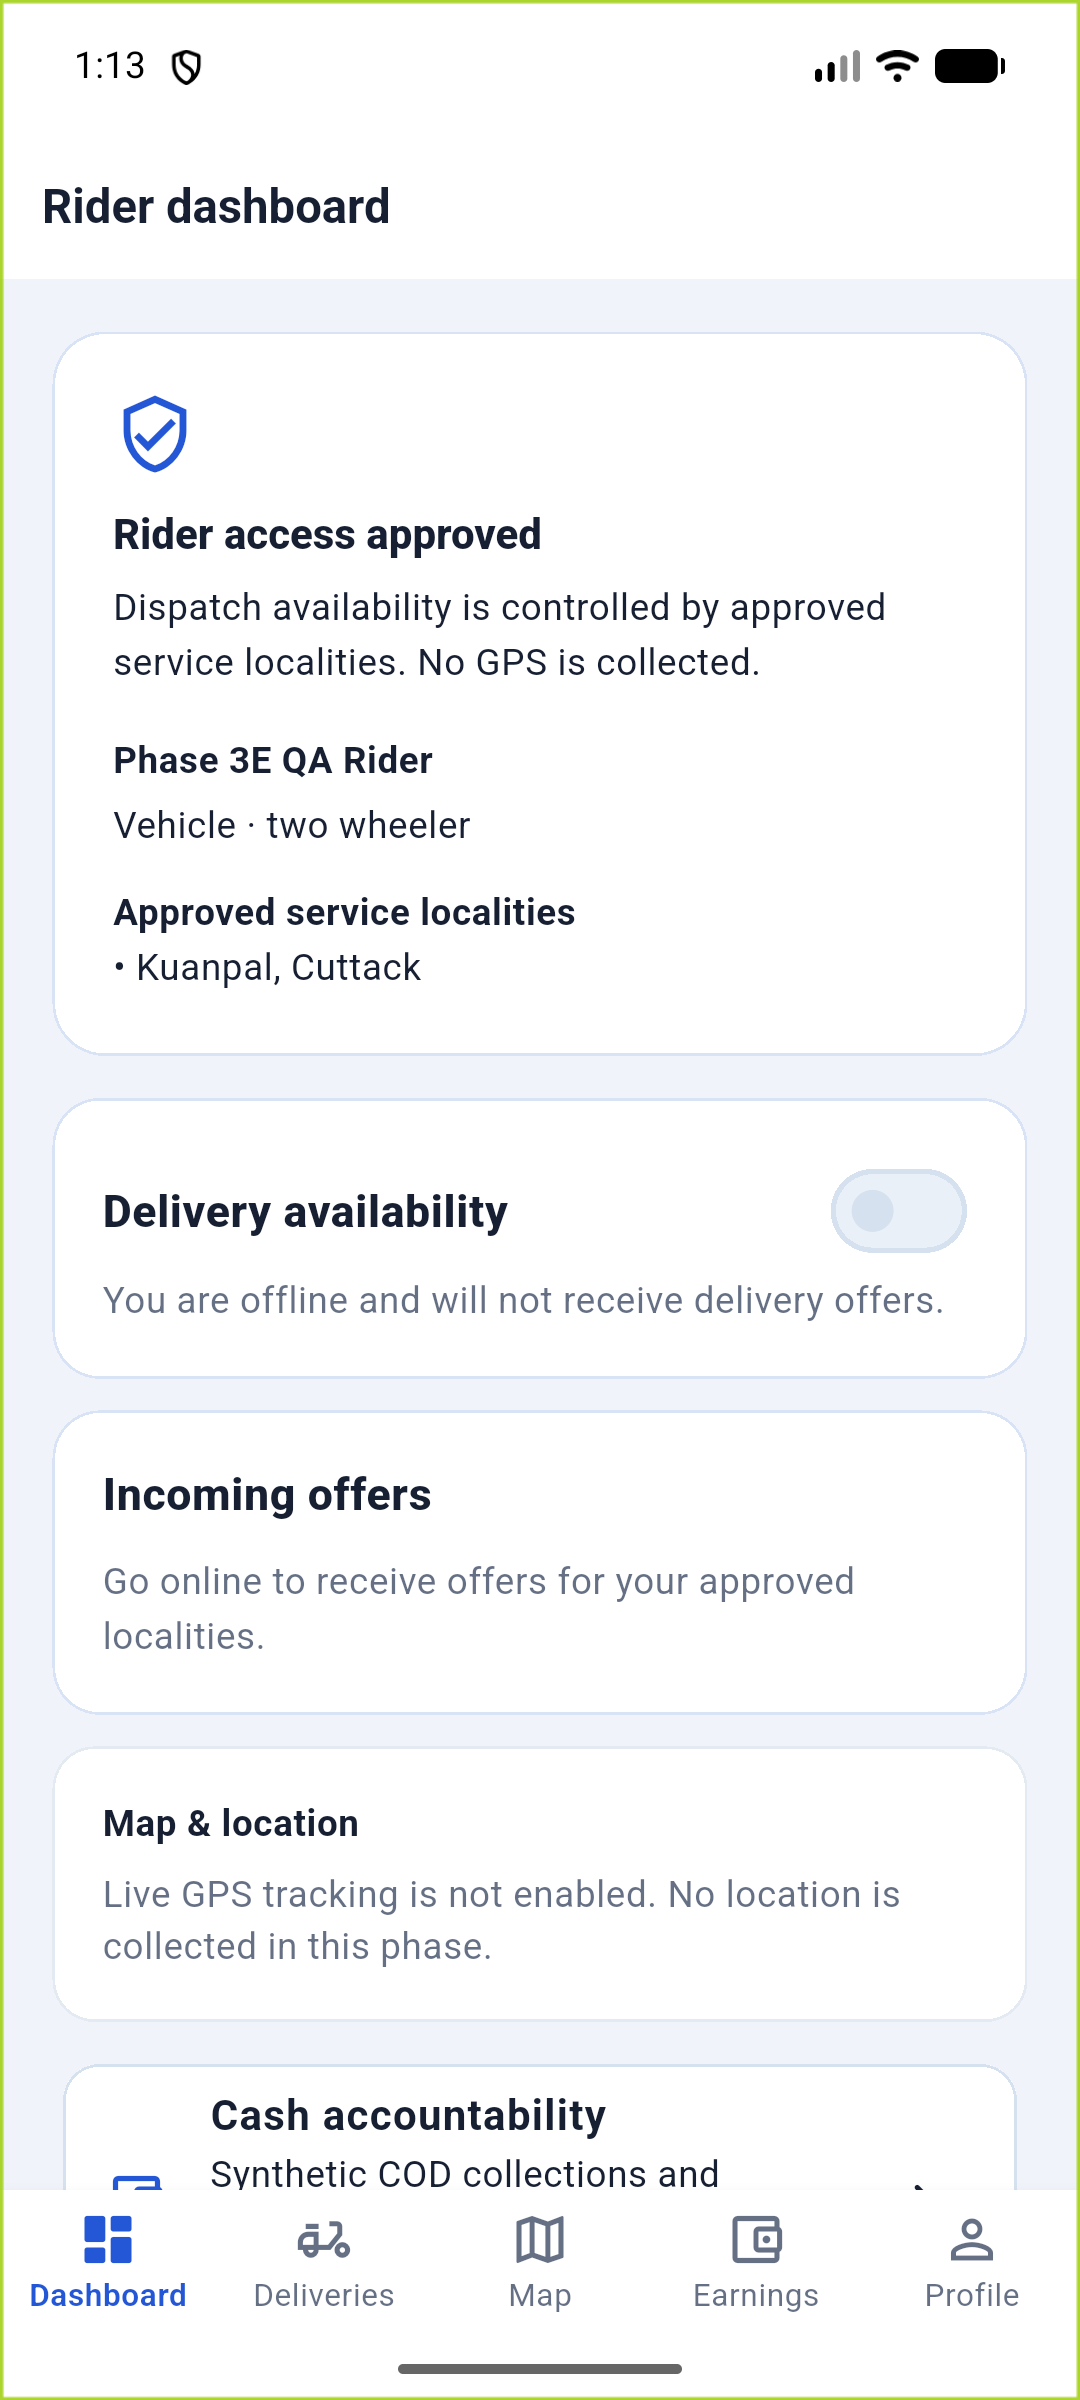 1:13
Rider dashboard
Rider access approved
Dispatch availability is controlled by approved
service localities. No GPS is collected.
Phase 3E QA Rider
Vehicle · two wheeler
Approved service localities
• Kuanpal, Cuttack
Delivery availability
You are offline and will not receive delivery offers.
Incoming offers
Go online to receive offers for your approved
localities.
Map & location
Live GPS tracking is not enabled. No location is
collected in this phase.
Cash accountability
Synthetic COD collections and
Dashboard
Deliveries
Map
Earnings
Profile